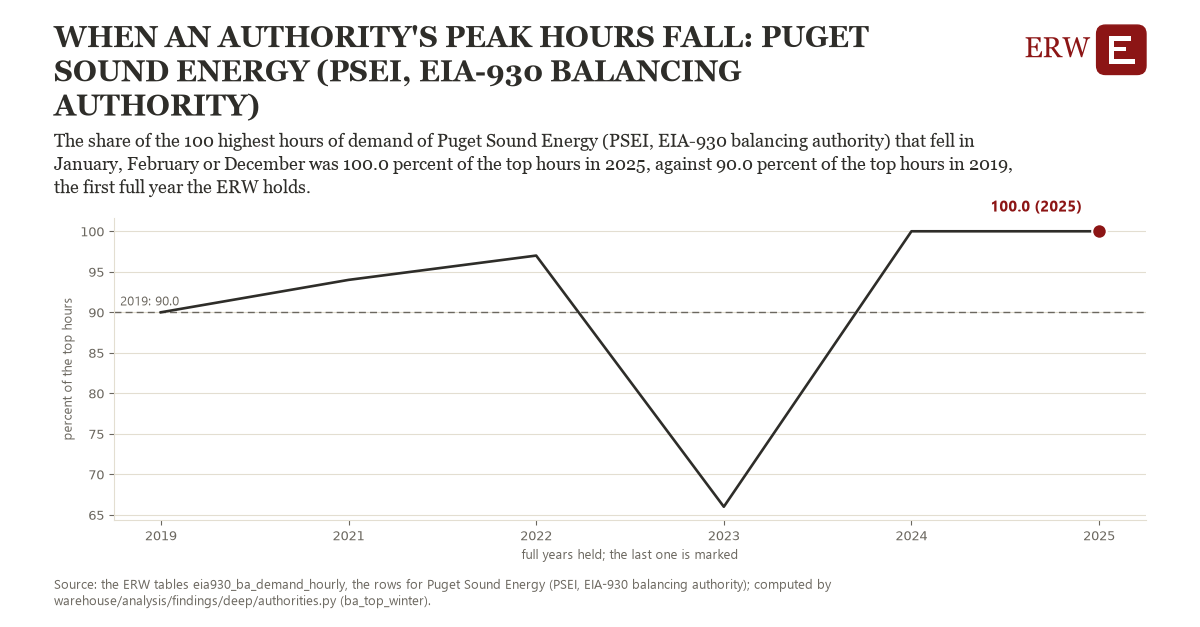 WHEN AN AUTHORITY'S PEAK HOURS FALL: PUGET
SOUND ENERGY (PSEI, EIA-930 BALANCING
AUTHORITY)
ERW E
The share of the 100 highest hours of demand of Puget Sound Energy (PSEI, EIA-930 balancing authority) that fell in
January, February or December was 100.0 percent of the top hours in 2025, against 90.0 percent of the top hours in 2019,
the first full year the ERW holds.
100.0 (2025)
100
95
2019: 90.0
90
85
80
75
70
65
percent of the top hours
2019 2021 2022 2023 2024 2025
full years held; the last one is marked
Source: the ERW tables eia930_ba_demand_hourly, the rows for Puget Sound Energy (PSEI, EIA-930 balancing authority); computed by
warehouse/analysis/findings/deep/authorities.py (ba_top_winter).